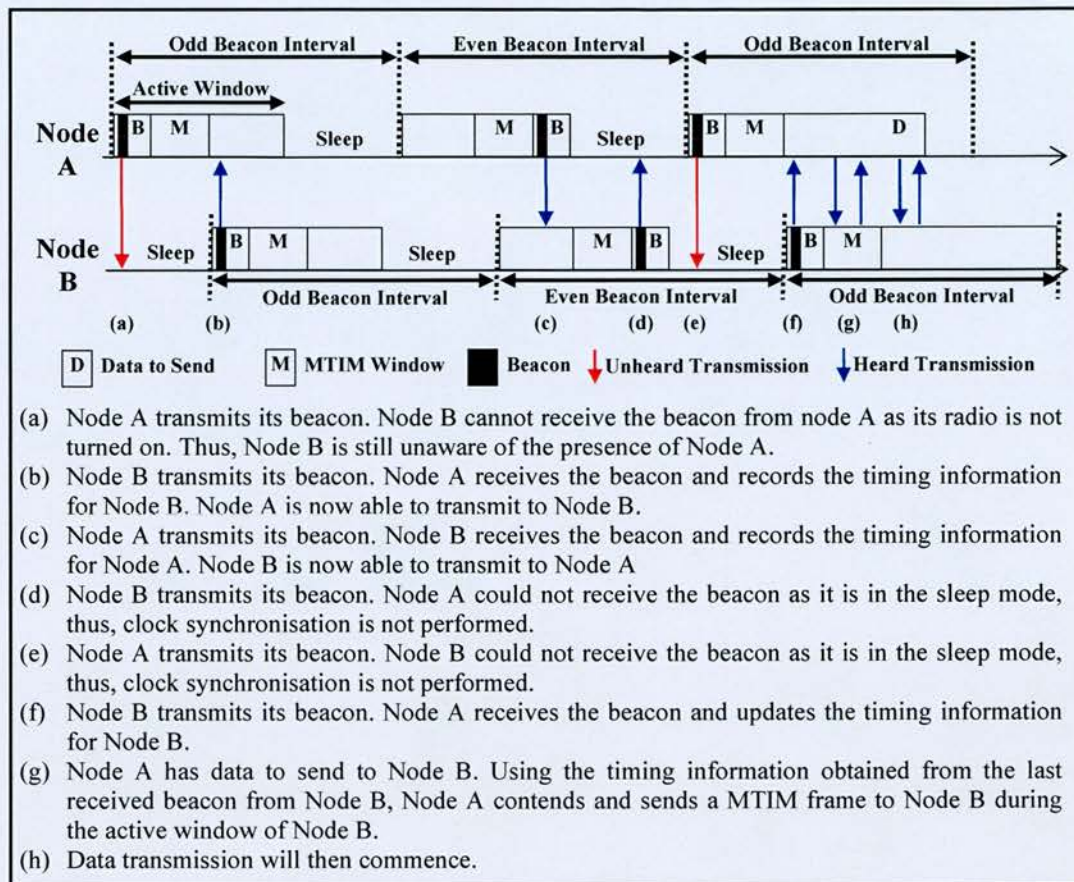 Odd Beacon Interval Even Beacon Interval Odd Beacon Interval
Active Window
Node A B M Sleep M B Sleep B M D
Node B Sleep B M Sleep M B Sleep B M
Odd Beacon Interval Even Beacon Interval Odd Beacon Interval
(a) (b) (c) (d) (e) (f) (g) (h)
D Data to Send M MTIM Window Beacon Unheard Transmission Heard Transmission
(a) Node A transmits its beacon. Node B cannot receive the beacon from node A as its radio is not
turned on. Thus, Node B is still unaware of the presence of Node A.
(b) Node B transmits its beacon. Node A receives the beacon and records the timing information
for Node B. Node A is now able to transmit to Node B.
(c) Node A transmits its beacon. Node B receives the beacon and records the timing information
for Node A. Node B is now able to transmit to Node A
(d) Node B transmits its beacon. Node A could not receive the beacon as it is in the sleep mode,
thus, clock synchronisation is not performed.
(e) Node A transmits its beacon. Node B could not receive the beacon as it is in the sleep mode,
thus, clock synchronisation is not performed.
(f) Node B transmits its beacon. Node A receives the beacon and updates the timing information
for Node B.
(g) Node A has data to send to Node B. Using the timing information obtained from the last
received beacon from Node B, Node A contends and sends a MTIM frame to Node B during
the active window of Node B.
(h) Data transmission will then commence.